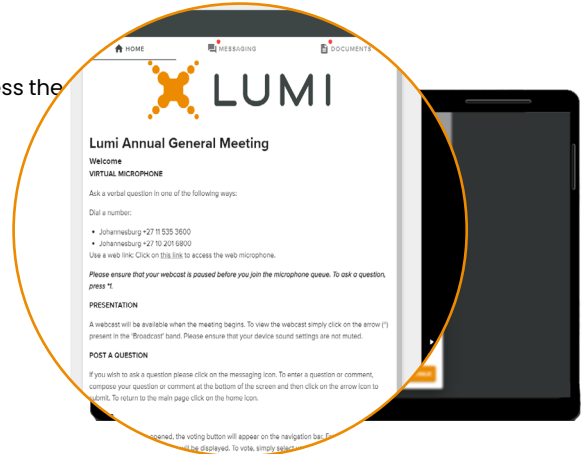 ess the
HOME
MESSAGING
DOCUMENTS
LUMI
Lumi Annual General Meeting
Welcome
VIRTUAL MICROPHONE
Ask a verbal question in one of the following ways:
Dial a number:
• Johannesburg +27 11 535 3600
• Johannesburg +27 10 201 6800
Use a web link: Click on this link to access the web microphone.
Please ensure that your webcast is paused before you join the microphone queue. To ask a question,
press *1.
PRESENTATION
A webcast will be available when the meeting begins. To view the webcast simply click on the arrow (^)
present in the 'Broadcast' band. Please ensure that your device sound settings are not muted.
POST A QUESTION
If you wish to ask a question please click on the messaging icon. To enter a question or comment,
compose your question or comment at the bottom of the screen and then click on the arrow icon to
submit. To return to the main page click on the home icon.
opened, the voting button will appear on the navigation bar.
will be displayed. To vote, simply select